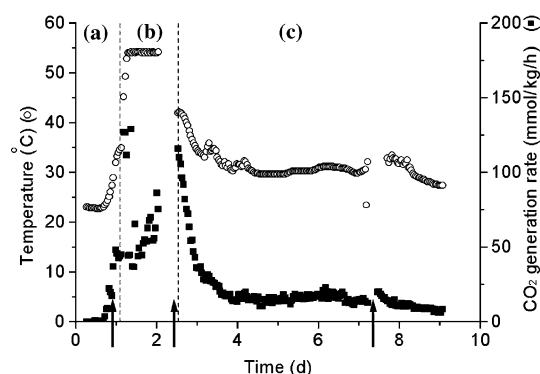 (a) (b) (c)
60
50
40
30
20
10
0
Temperature (°C) (○)
200
150
100
50
0
CO₂ generation rate (mmol/kg/h) (■)
0 2 4 6 8 10
Time (d)